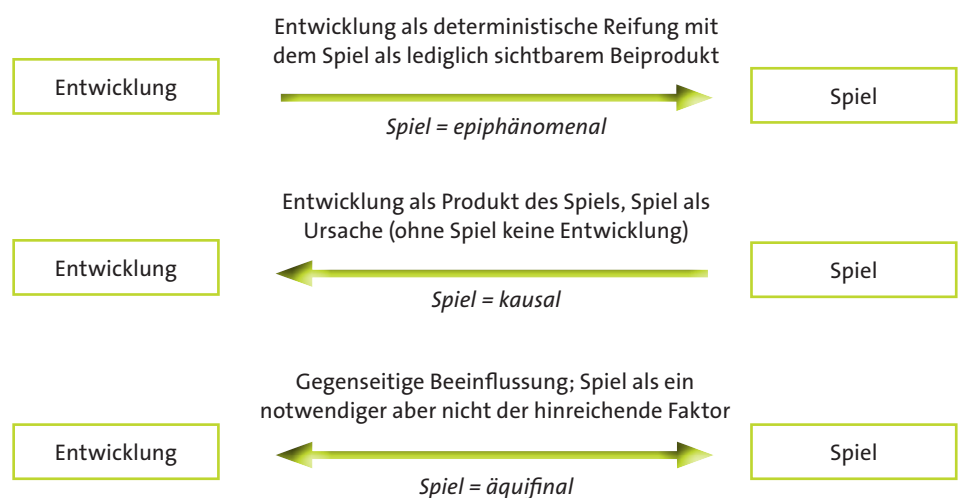 Entwicklung als deterministische Reifung mit
dem Spiel als lediglich sichtbarem Beiprodukt
Entwicklung
Spiel
Spiel = epiphänomenal
Entwicklung als Produkt des Spiels, Spiel als
Ursache (ohne Spiel keine Entwicklung)
Entwicklung
Spiel
Spiel = kausal
Gegenseitige Beeinflussung; Spiel als ein
notwendiger aber nicht der hinreichende Faktor
Entwicklung
Spiel
Spiel = äquifinal